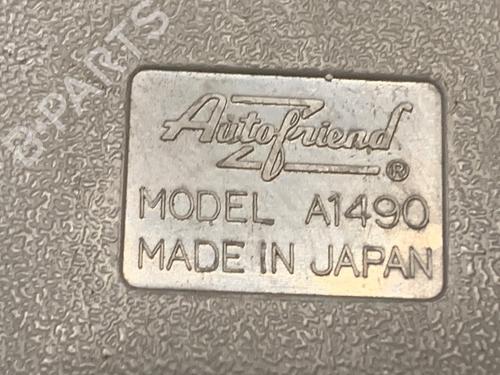 B-PARTS
Autofriend ®
MODEL A1490
MADE IN JAPAN